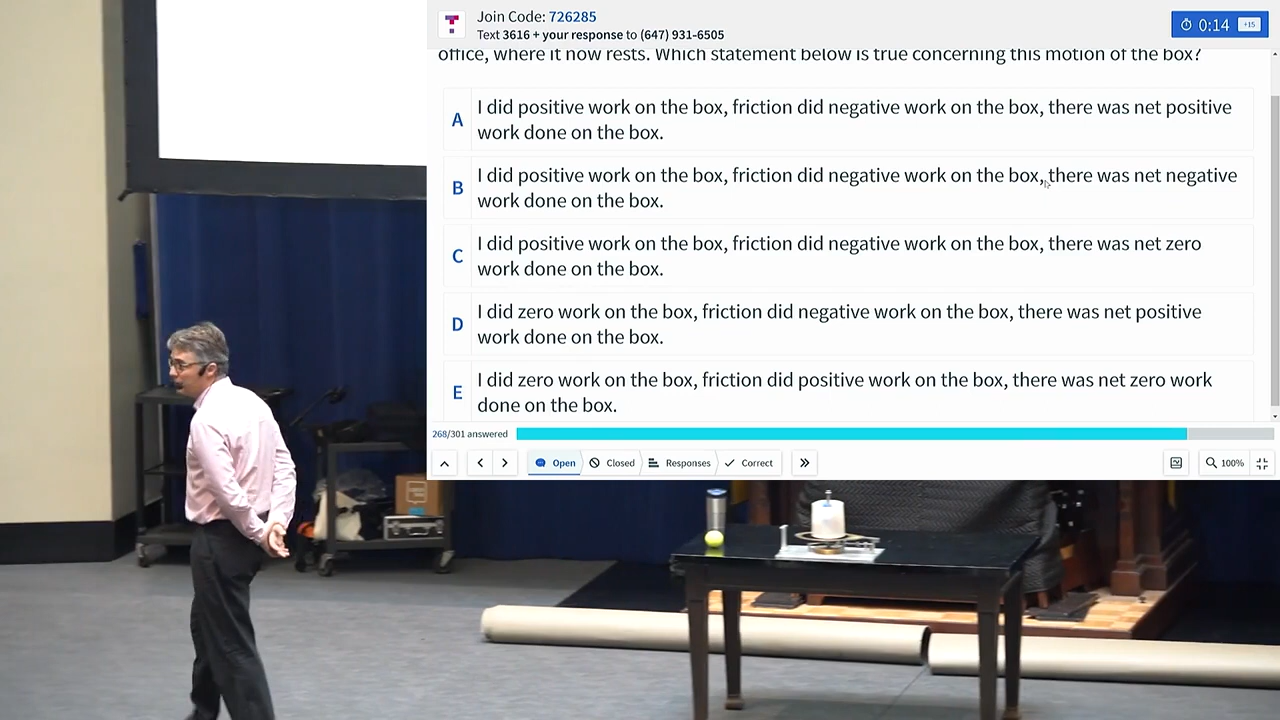 Join Code: 726285
Text 3616 + your response to (647) 931-6505
0:14
+15
office, where it now rests. Which statement below is true concerning this motion of the box?
A
I did positive work on the box, friction did negative work on the box, there was net positive
work done on the box.
B
I did positive work on the box, friction did negative work on the box, there was net negative
work done on the box.
C
I did positive work on the box, friction did negative work on the box, there was net zero
work done on the box.
D
I did zero work on the box, friction did negative work on the box, there was net positive
work done on the box.
E
I did zero work on the box, friction did positive work on the box, there was net zero work
done on the box.
268/301 answered
Open
Closed
Responses
Correct
100%